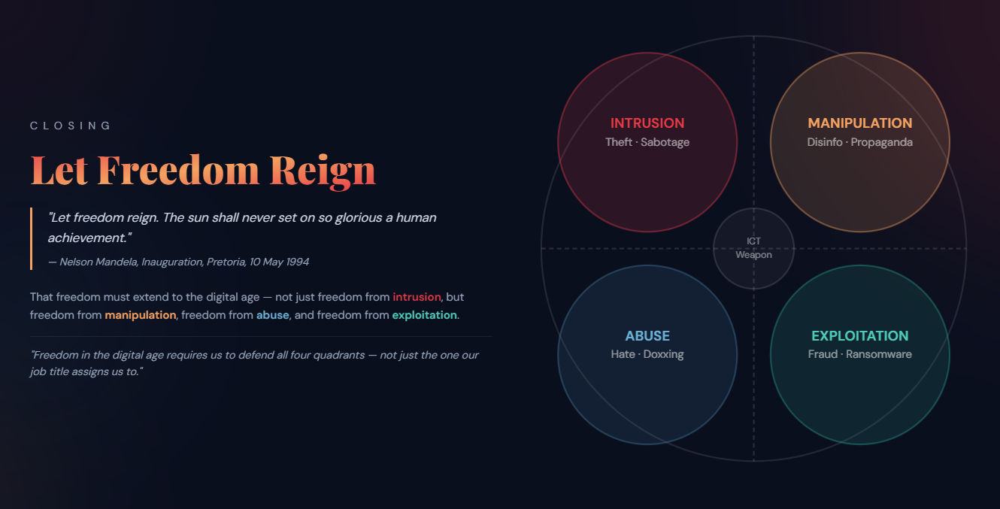 CLOSING
Let Freedom Reign
"Let freedom reign. The sun shall never set on so glorious a human
achievement."
— Nelson Mandela, Inauguration, Pretoria, 10 May 1994
That freedom must extend to the digital age — not just freedom from intrusion, but
freedom from manipulation, freedom from abuse, and freedom from exploitation.
"Freedom in the digital age requires us to defend all four quadrants — not just the one our
job title assigns us to."
INTRUSION
Theft · Sabotage
MANIPULATION
Disinfo · Propaganda
ICT
Weapon
ABUSE
Hate · Doxxing
EXPLOITATION
Fraud · Ransomware